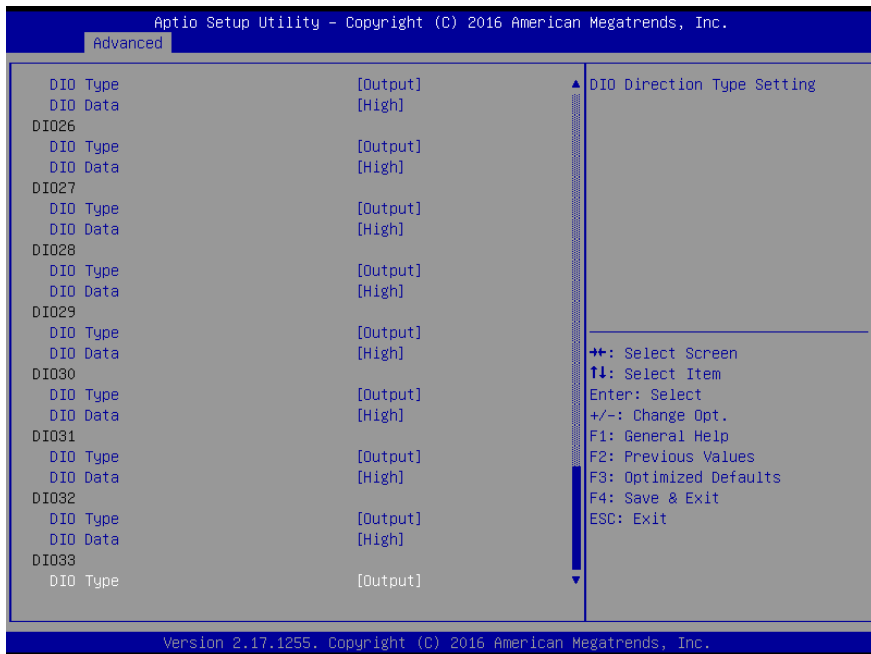 Aptio Setup Utility – Copyright (C) 2016 American Megatrends, Inc.
Advanced
DIO Type [Output]
DIO Data [High]
DIO26
DIO Type [Output]
DIO Data [High]
DIO27
DIO Type [Output]
DIO Data [High]
DIO28
DIO Type [Output]
DIO Data [High]
DIO29
DIO Type [Output]
DIO Data [High]
DIO30
DIO Type [Output]
DIO Data [High]
DIO31
DIO Type [Output]
DIO Data [High]
DIO32
DIO Type [Output]
DIO Data [High]
DIO33
DIO Type [Output]
DIO Direction Type Setting
→←: Select Screen
↑↓: Select Item
Enter: Select
+/-: Change Opt.
F1: General Help
F2: Previous Values
F3: Optimized Defaults
F4: Save & Exit
ESC: Exit
Version 2.17.1255. Copyright (C) 2016 American Megatrends, Inc.